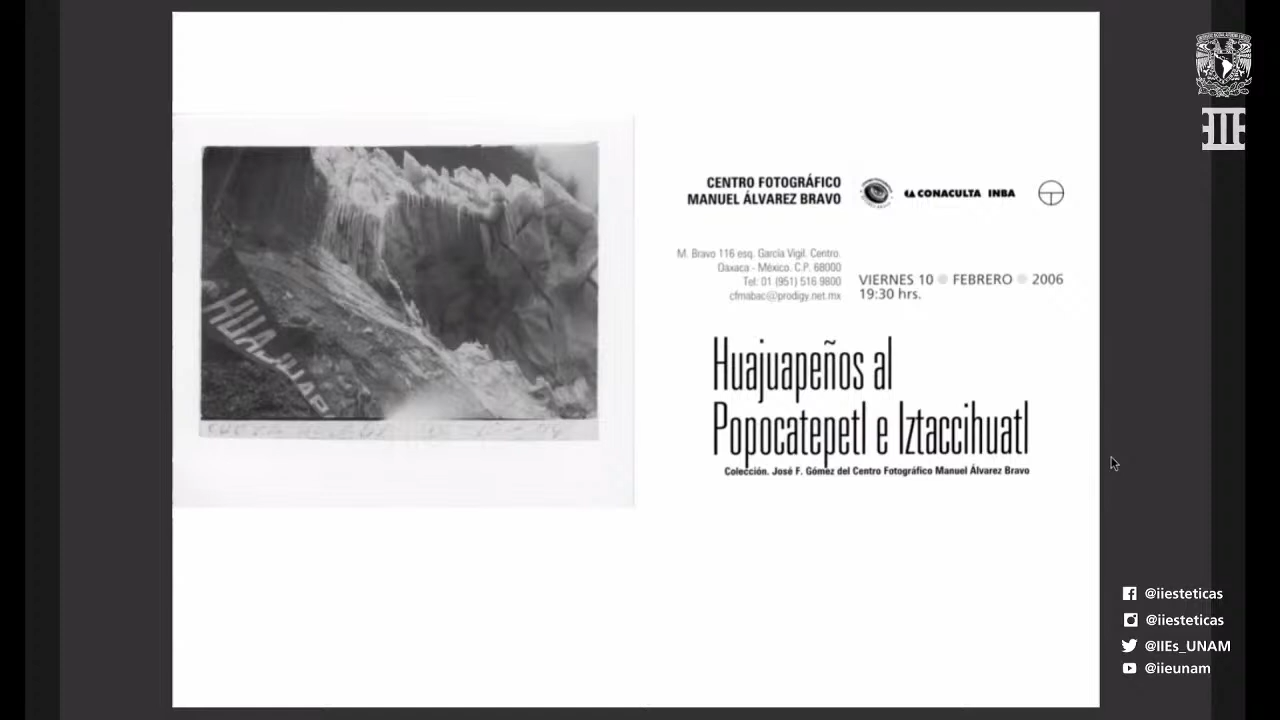 HUAJUAP
CENTRO FOTOGRÁFICO
MANUEL ÁLVAREZ BRAVO
CONACULTA INBA
M. Bravo 116 esq. García Vigil. Centro.
Oaxaca - México. C.P. 68000
Tel: 01 (951) 516 9800
cfmabac@prodigy.net.mx
VIERNES 10 FEBRERO 2006
19:30 hrs.
Huajuapeños al
Popocatepetl e Iztaccihuatl
Colección. José F. Gómez del Centro Fotográfico Manuel Álvarez Bravo
IIE
@iiesteticas
@iiesteticas
@IIEs_UNAM
@iieunam